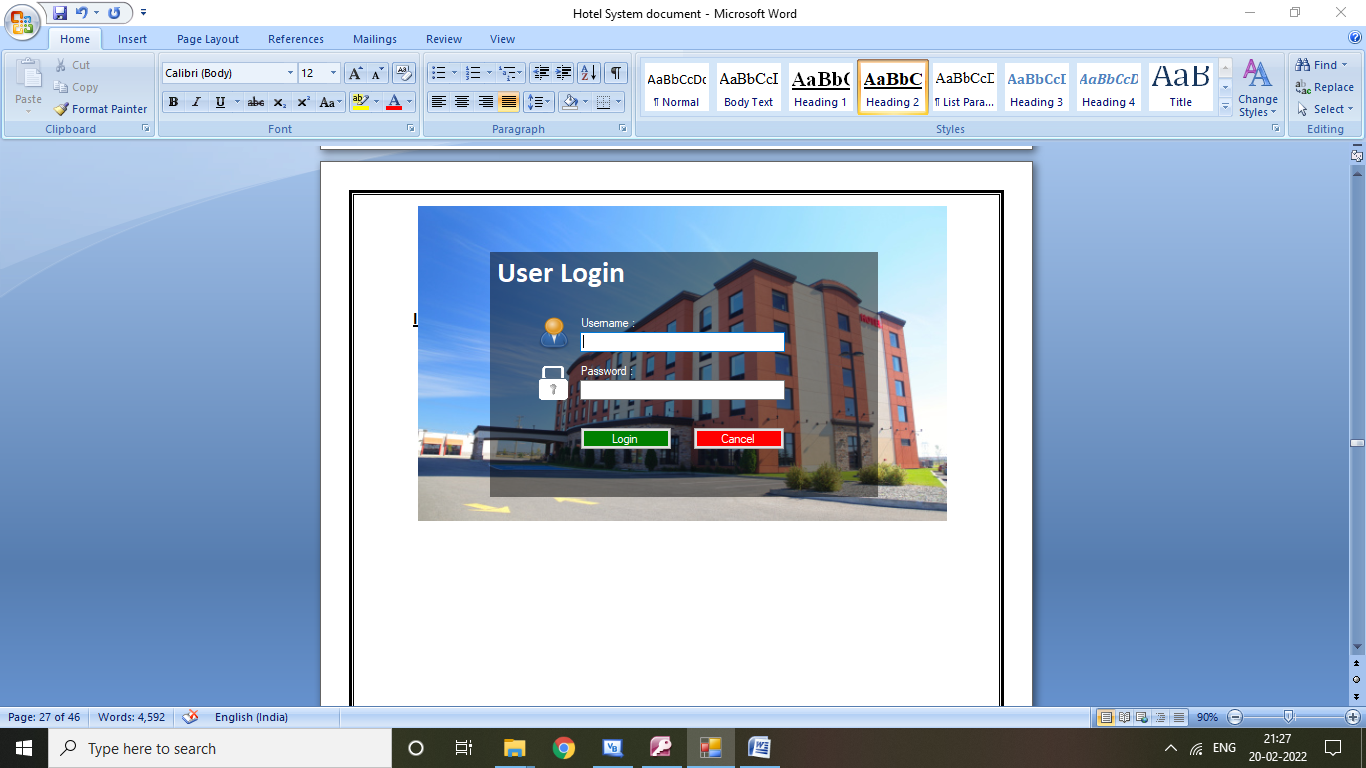 Hotel System document - Microsoft Word
Home Insert Page Layout References Mailings Review View
Paste
Cut
Copy
Format Painter
Clipboard
Calibri (Body) 12
B I U abc x₂ x² Aa
Font
Paragraph
AaBbCcDc AaBbCcI AaBbC AaBbC AaBbCcI AaBbCcI AaBbCcD AaB
¶ Normal Body Text Heading 1 Heading 2 ¶ List Para... Heading 3 Heading 4 Title
Change Styles
Styles
Find
Replace
Select
Editing
User Login
Username :
Password :
Login Cancel
HOTEL
Page: 27 of 46 Words: 4,592 English (India) 90%
Type here to search
ENG
21:27
20-02-2022